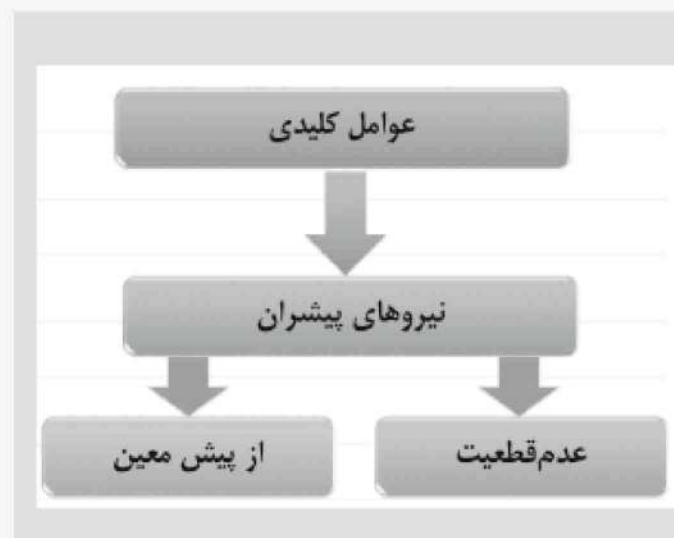 عوامل کلیدی
نیروهای پیشران
عدم‌قطعیت
از پیش معین